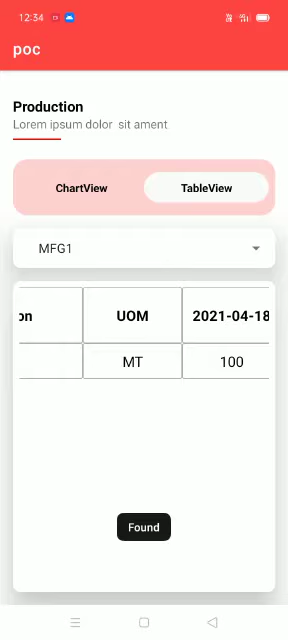 12:34
poc
Production
Lorem ipsum dolor sit ament
ChartView
TableView
MFG1
on UOM 2021-04-18
MT 100
Found